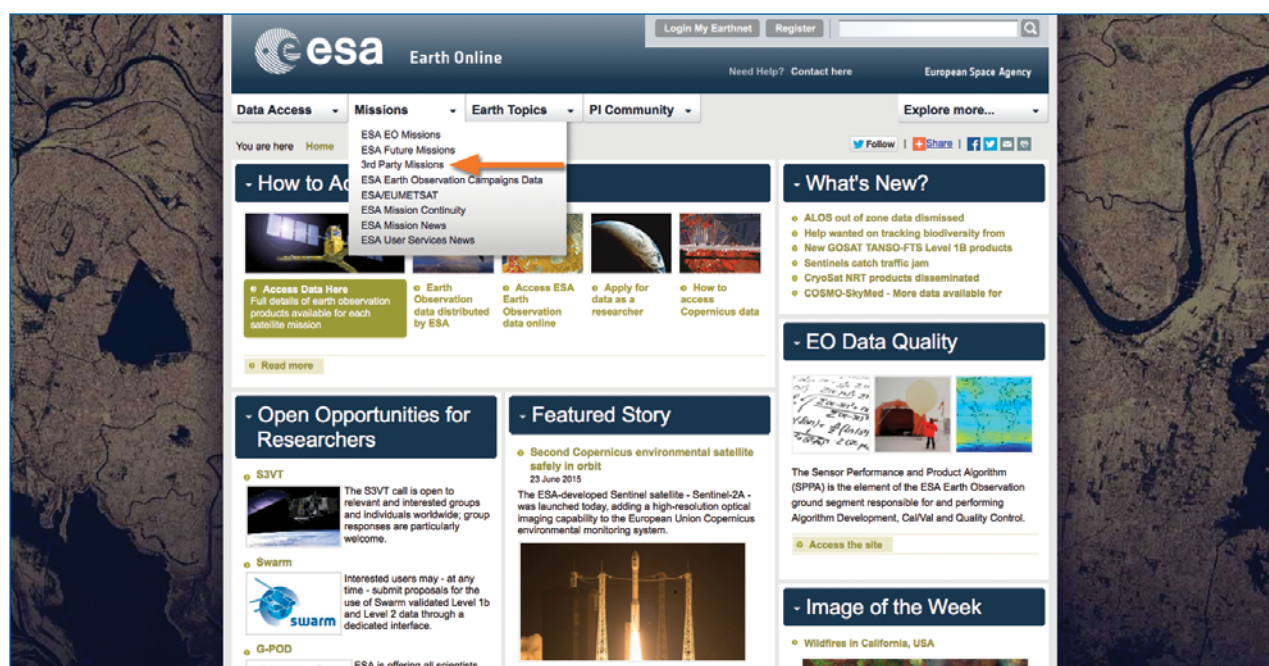 Login My Earthnet
Register
esa
Earth Online
Need Help? Contact here
European Space Agency
Data Access
Missions
Earth Topics
PI Community
Explore more...
ESA EO Missions
ESA Future Missions
3rd Party Missions
ESA Earth Observation Campaigns Data
ESA/EUMETSAT
ESA Mission Continuity
ESA Mission News
ESA User Services News
You are here Home
Follow | Share |
- How to Ac
Access Data Here
Full details of earth observation
products available for each
satellite mission
Earth
Observation
data distributed
by ESA
Access ESA
Earth
Observation
data online
Apply for
data as a
researcher
How to
access
Copernicus data
Read more
- What's New?
ALOS out of zone data dismissed
Help wanted on tracking biodiversity from
New GOSAT TANSO-FTS Level 1B products
Sentinels catch traffic jam
CryoSat NRT products disseminated
COSMO-SkyMed - More data available for
- EO Data Quality
The Sensor Performance and Product Algorithm
(SPPA) is the element of the ESA Earth Observation
ground segment responsible for and performing
Algorithm Development, Cal/Val and Quality Control.
Access the site
- Open Opportunities for
Researchers
S3VT
The S3VT call is open to
relevant and interested groups
and individuals worldwide; group
responses are particularly
welcome.
Swarm
swarm
Interested users may - at any
time - submit proposals for the
use of Swarm validated Level 1b
and Level 2 data through a
dedicated interface.
G-POD
ESA is offering all scientists
- Featured Story
Second Copernicus environmental satellite
safely in orbit
23 June 2015
The ESA-developed Sentinel satellite - Sentinel-2A -
was launched today, adding a high-resolution optical
imaging capability to the European Union Copernicus
environmental monitoring system.
- Image of the Week
Wildfires in California, USA